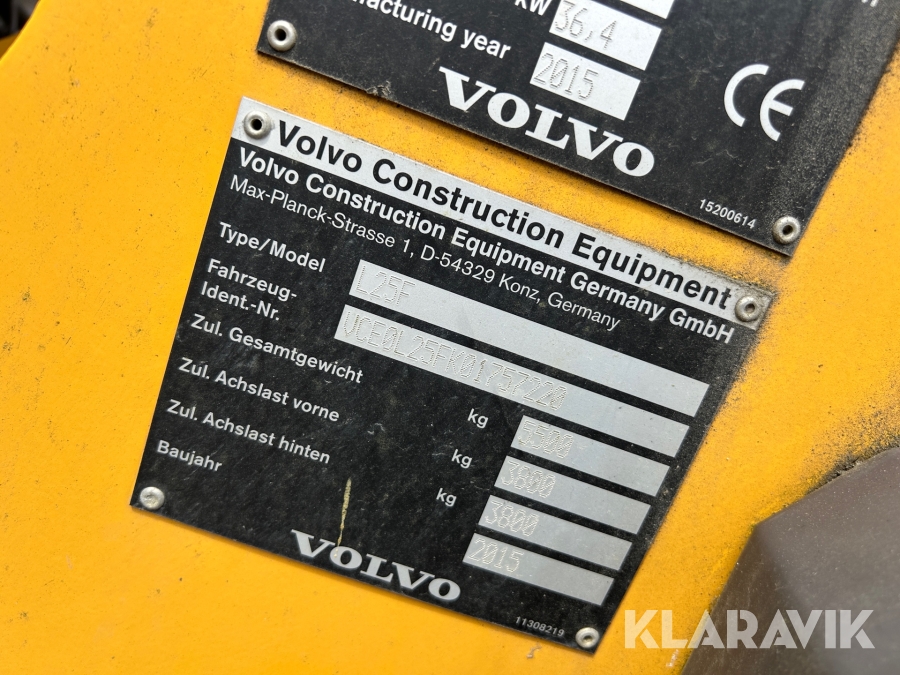 kW 36,4
manufacturing year 2015
VOLVO
CE
15200614
Volvo Construction Equipment
Volvo Construction Equipment Germany GmbH
Max-Planck-Strasse 1, D-54329 Konz, Germany
Type/Model L25F
Fahrzeug-
Ident.-Nr. VCE0L25FK01757220
Zul. Gesamtgewicht kg 5500
Zul. Achslast vorne kg 3800
Zul. Achslast hinten kg 3800
Baujahr 2015
VOLVO
11308219
KLARAVIK